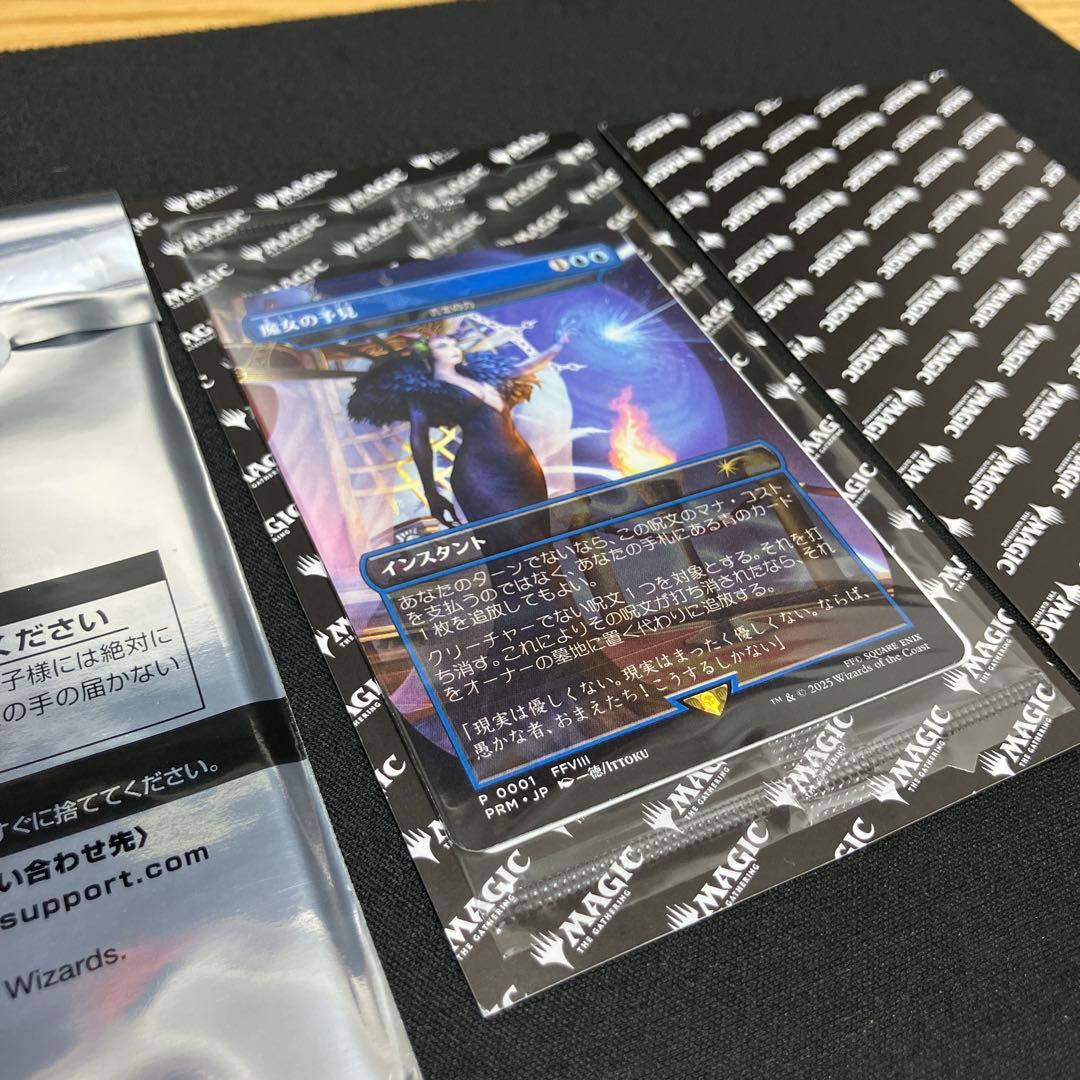 魔女の予見
否定の力
インスタント
あなたのターンでないなら、この呪文のマナ・コスト
を支払うのではなく、あなたの手札にある青のカード
1枚を追放してもよい。
クリーチャーでない呪文1つを対象とする。それを打
ち消す。これによりその呪文が打ち消されたなら、それ
をオーナーの墓地に置く代わりに追放する。
「現実は優しくない。現実はまったく優しくない。ならば、
愚かな者、おまえたち！こうするしかない」
P 0001 FFVIII
PRM・JP 一徳/ITTOKU
FF© SQUARE ENIX
™ & © 2025 Wizards of the Coast
ください
子様には絶対に
の手の届かない
すぐに捨ててください。
い合わせ先〉
support.com
Wizards.
MAGIC
THE GATHERING